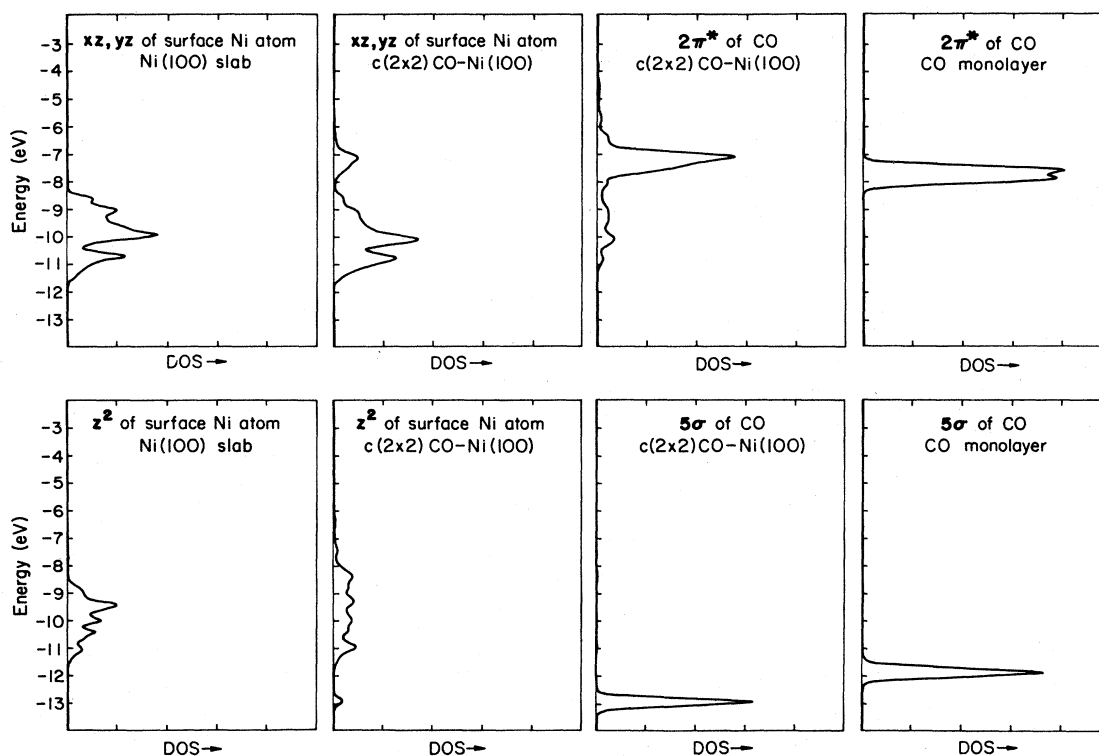 xz, yz of surface Ni atom
Ni(100) slab
xz, yz of surface Ni atom
c(2x2)CO-Ni(100)
2π* of CO
c(2x2)CO-Ni(100)
2π* of CO
CO monolayer
Energy (eV)
-3
-4
-5
-6
-7
-8
-9
-10
-11
-12
-13
DOS→
DOS→
DOS→
DOS→
z² of surface Ni atom
Ni(100) slab
z² of surface Ni atom
c(2x2)CO-Ni(100)
5σ of CO
c(2x2)CO-Ni(100)
5σ of CO
CO monolayer
Energy (eV)
-3
-4
-5
-6
-7
-8
-9
-10
-11
-12
-13
DOS→
DOS→
DOS→
DOS→